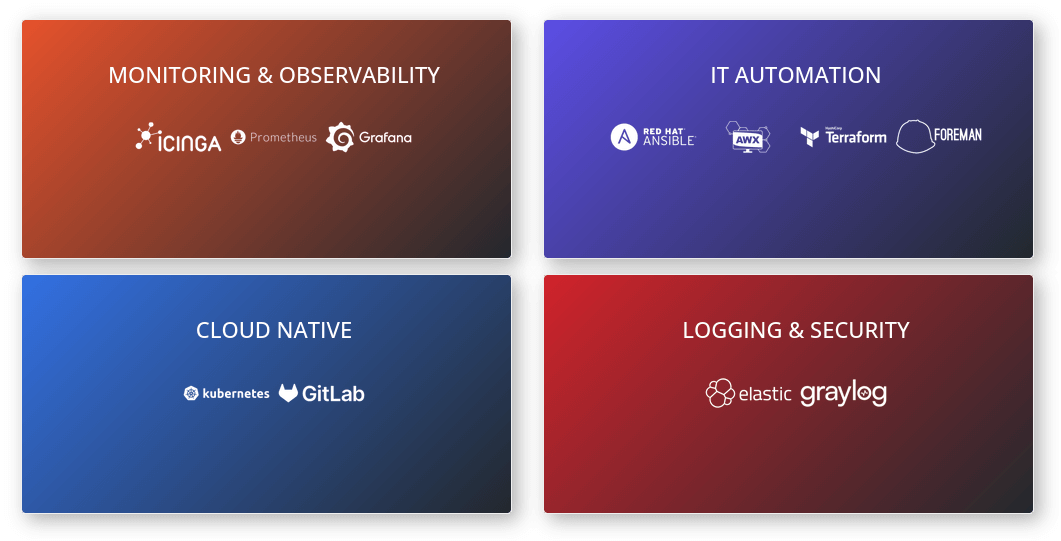 MONITORING & OBSERVABILITY
ICINGA Prometheus Grafana
IT AUTOMATION
RED HAT
ANSIBLE
AWX
HashiCorp
Terraform
FOREMAN
CLOUD NATIVE
kubernetes GitLab
LOGGING & SECURITY
elastic graylog